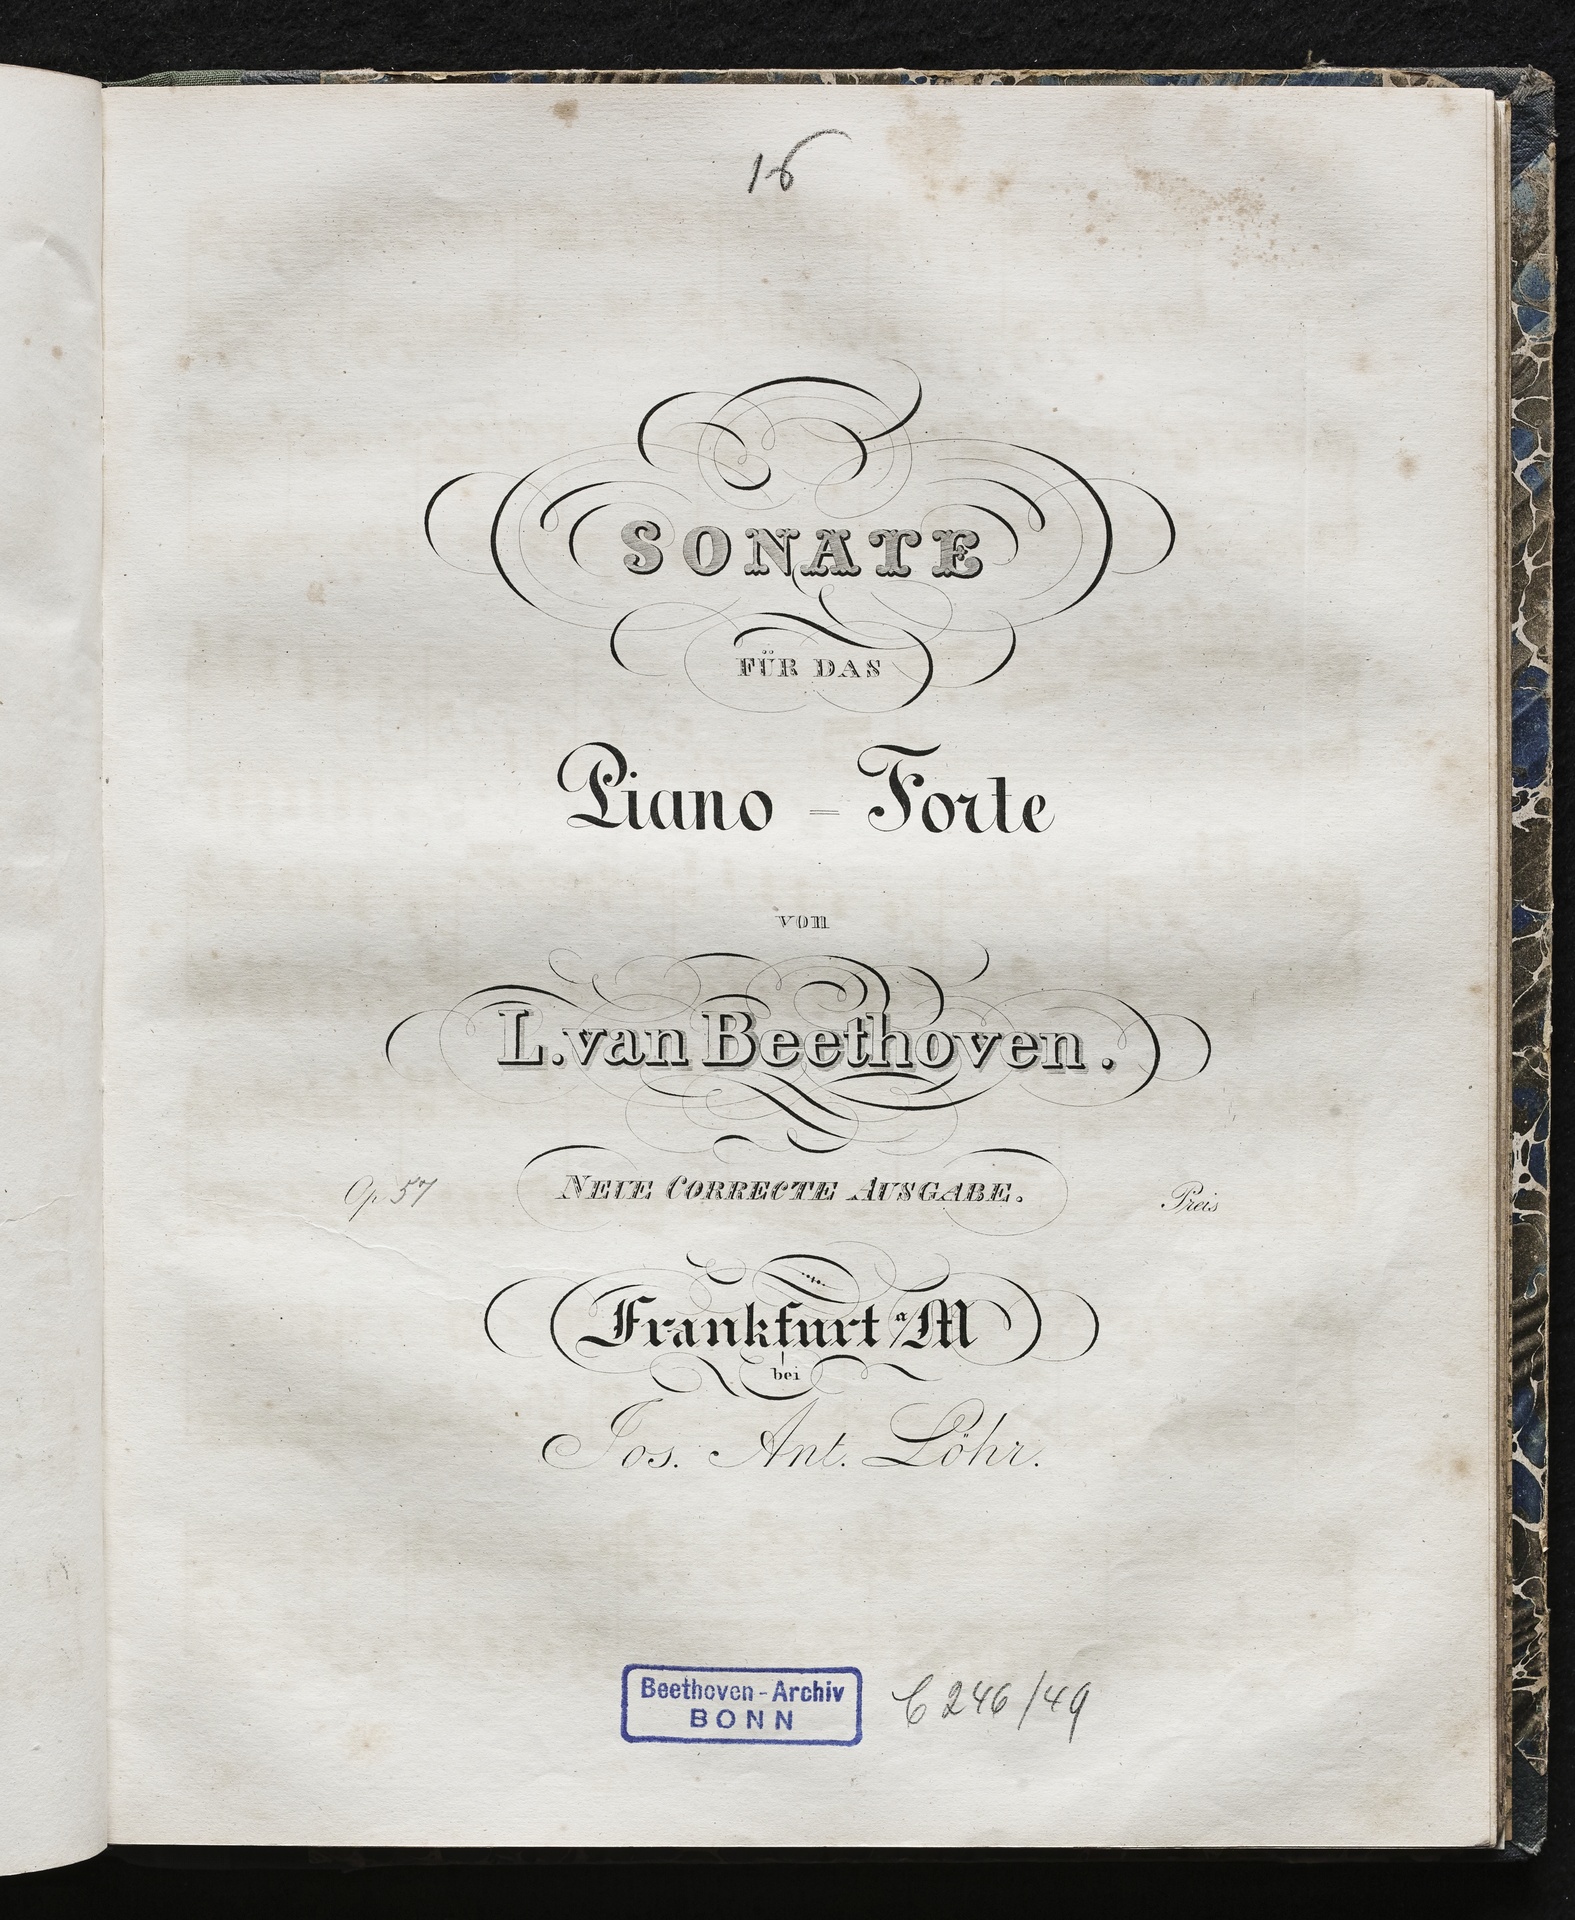 16
SONATE
FÜR DAS
Piano = Forte
von
L. van Beethoven.
Op. 57
NEUE CORRECTE AUSGABE.
Preis
Frankfurt a/M
bei
Jos. Ant. Löhr.
Beethoven-Archiv
BONN
C 246/49